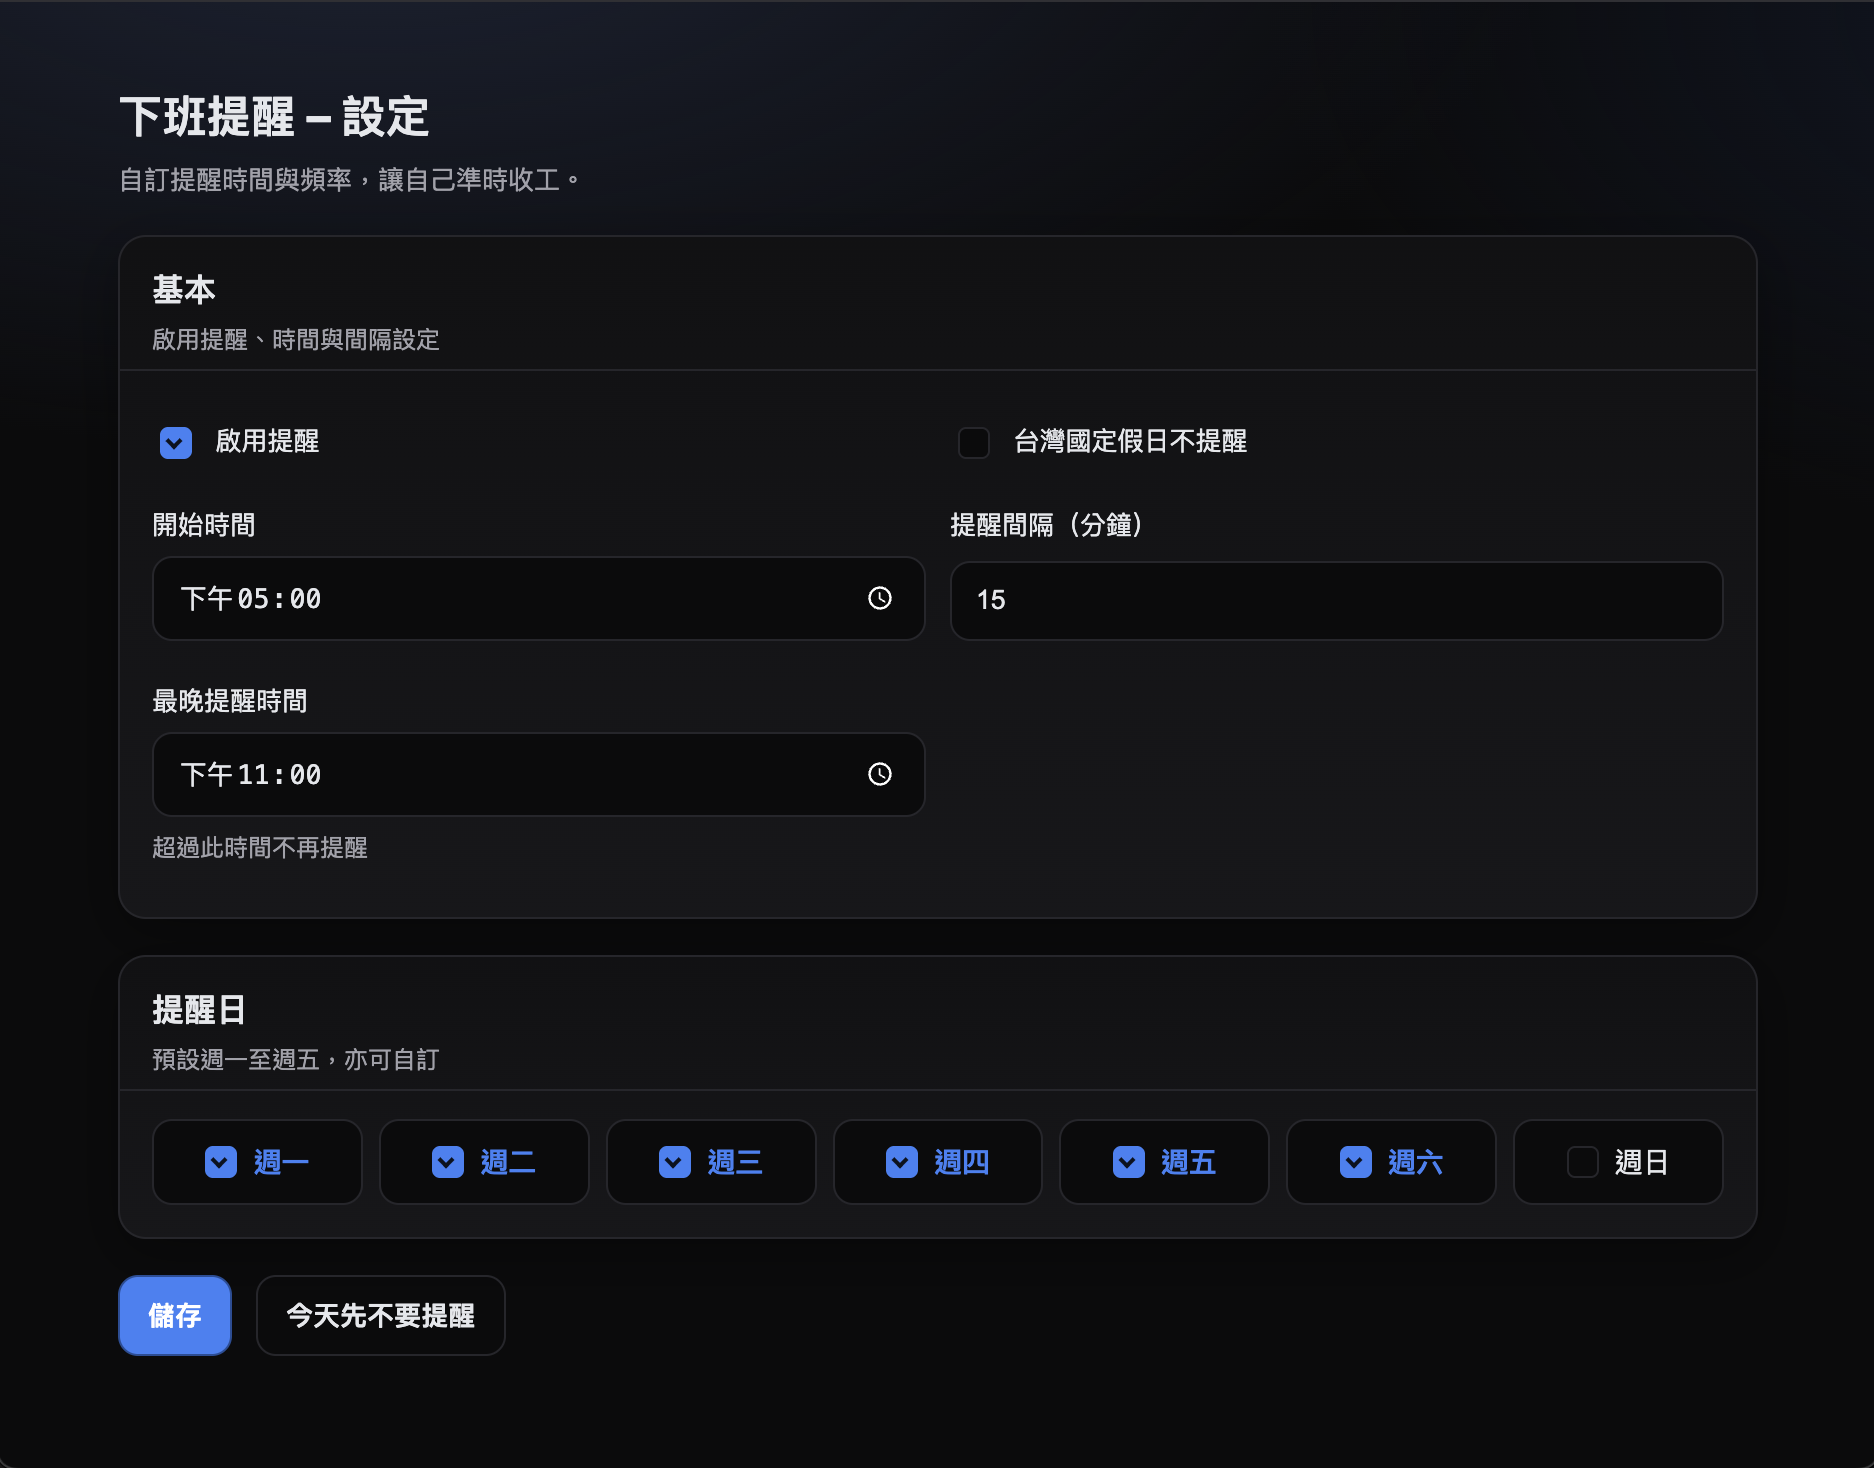 下班提醒 – 設定
自訂提醒時間與頻率，讓自己準時收工。
基本
啟用提醒、時間與間隔設定
啟用提醒
台灣國定假日不提醒
開始時間
提醒間隔（分鐘）
下午05:00
15
最晚提醒時間
下午11:00
超過此時間不再提醒
提醒日
預設週一至週五，亦可自訂
週一 週二 週三 週四 週五 週六 週日
儲存 今天先不要提醒